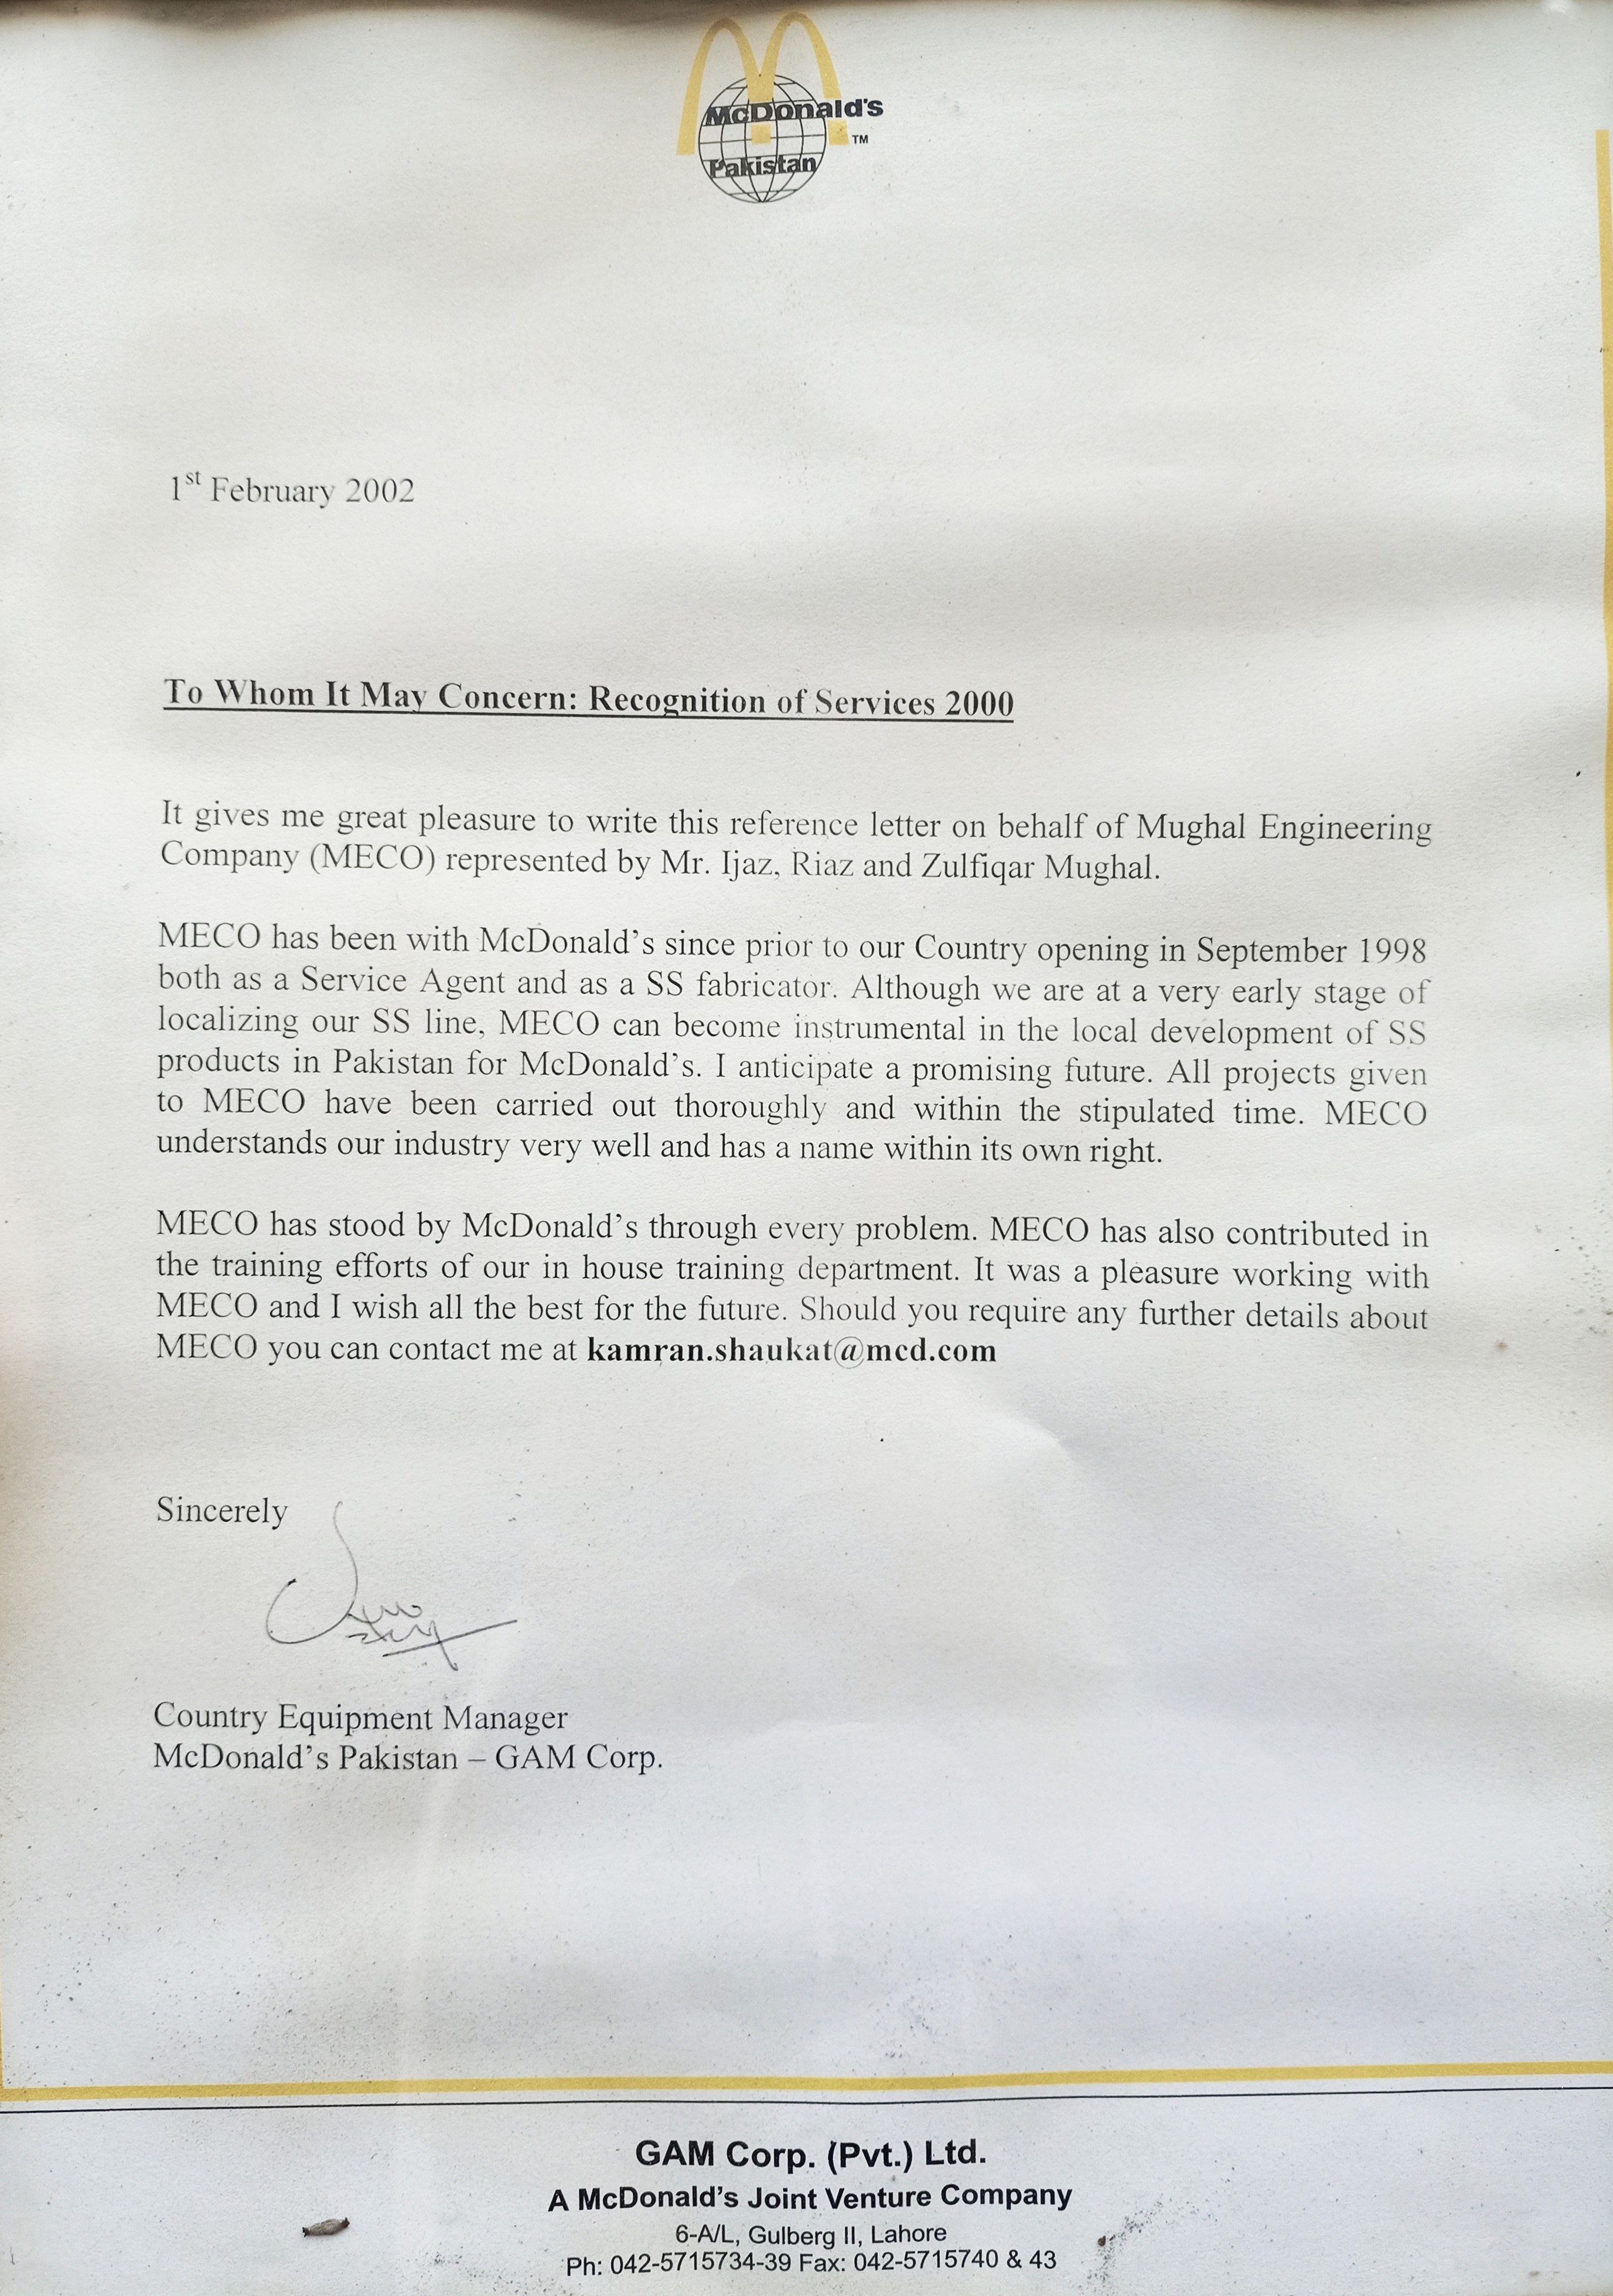 McDonald's
TM
Pakistan
1st February 2002
To Whom It May Concern: Recognition of Services 2000
It gives me great pleasure to write this reference letter on behalf of Mughal Engineering
Company (MECO) represented by Mr. Ijaz, Riaz and Zulfiqar Mughal.
MECO has been with McDonald's since prior to our Country opening in September 1998
both as a Service Agent and as a SS fabricator. Although we are at a very early stage of
localizing our SS line, MECO can become instrumental in the local development of SS
products in Pakistan for McDonald's. I anticipate a promising future. All projects given
to MECO have been carried out thoroughly and within the stipulated time. MECO
understands our industry very well and has a name within its own right.
MECO has stood by McDonald's through every problem. MECO has also contributed in
the training efforts of our in house training department. It was a pleasure working with
MECO and I wish all the best for the future. Should you require any further details about
MECO you can contact me at kamran.shaukat@mcd.com
Sincerely
Country Equipment Manager
McDonald's Pakistan – GAM Corp.
GAM Corp. (Pvt.) Ltd.
A McDonald's Joint Venture Company
6-A/L, Gulberg II, Lahore
Ph: 042-5715734-39 Fax: 042-5715740 & 43